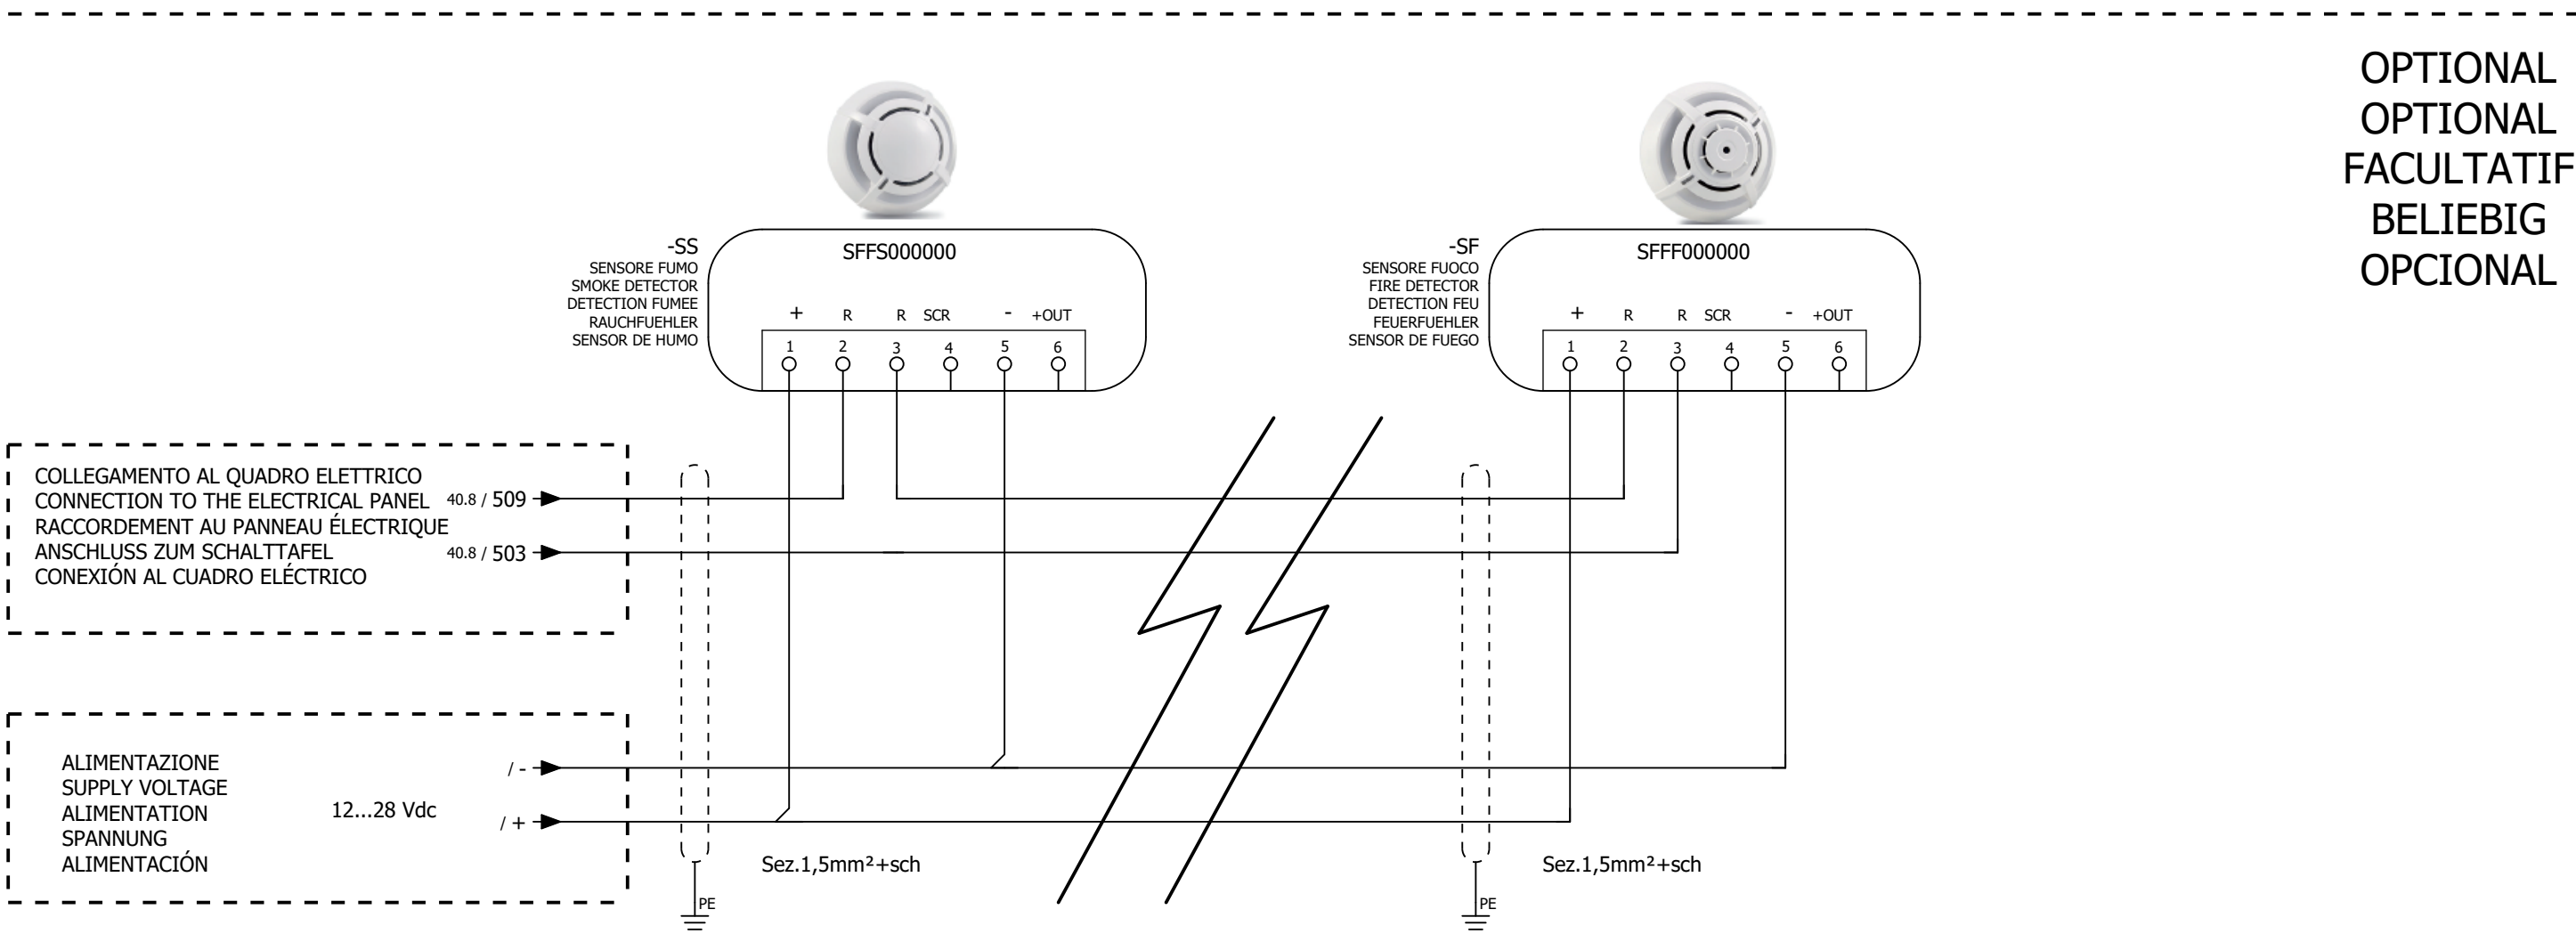 OPTIONAL
OPTIONAL
FACULTATIF
BELIEBIG
OPCIONAL
-SS
SENSORE FUMO
SMOKE DETECTOR
DETECTION FUMEE
RAUCHFUEHLER
SENSOR DE HUMO
SFFS000000
+ R R SCR - +OUT
1 2 3 4 5 6
-SF
SENSORE FUOCO
FIRE DETECTOR
DETECTION FEU
FEUERFUEHLER
SENSOR DE FUEGO
SFFF000000
+ R R SCR - +OUT
1 2 3 4 5 6
COLLEGAMENTO AL QUADRO ELETTRICO
CONNECTION TO THE ELECTRICAL PANEL
RACCORDEMENT AU PANNEAU ÉLECTRIQUE
ANSCHLUSS ZUM SCHALTTAFEL
CONEXIÓN AL CUADRO ELÉCTRICO
40.8 / 509
40.8 / 503
ALIMENTAZIONE
SUPPLY VOLTAGE
ALIMENTATION
SPANNUNG
ALIMENTACIÓN
12...28 Vdc
/ -
/ +
Sez.1,5mm²+sch
PE
Sez.1,5mm²+sch
PE